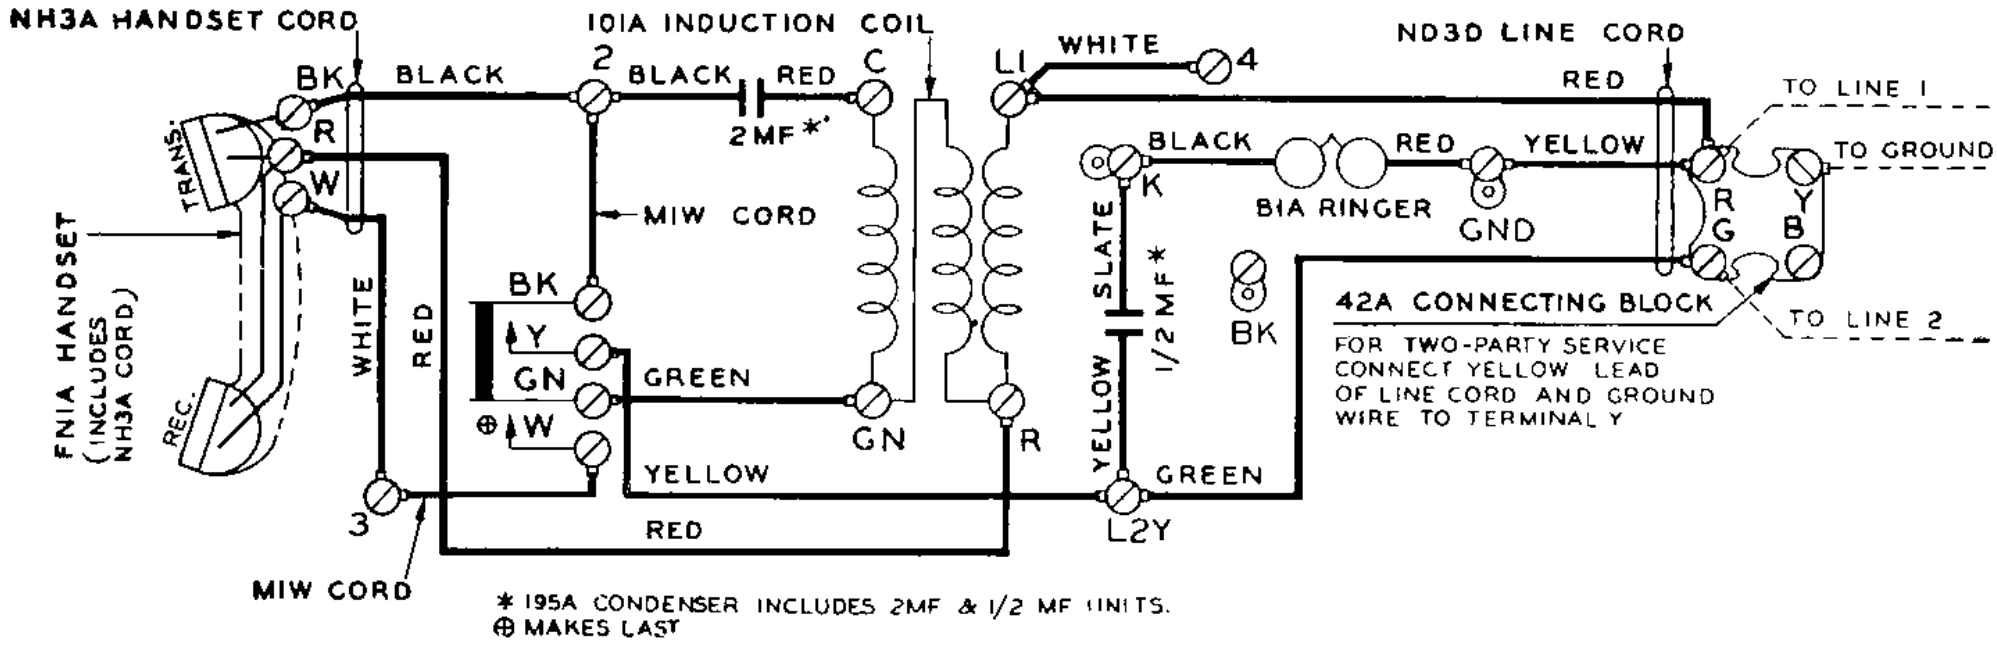 NH3A HANDSET CORD
101A INDUCTION COIL
ND3D LINE CORD
BK
BLACK
2
BLACK
RED
C
L1
WHITE
4
RED
TO LINE 1
TRANS.
R
2 MF *
BLACK
RED
YELLOW
TO GROUND
W
K
B1A RINGER
GND
R
Y
G
B
M1W CORD
FN1A HANDSET
(INCLUDES
NH3A CORD)
WHITE
RED
BK
Y
GN
⊕ W
GREEN
GN
R
SLATE
1/2 MF *
YELLOW
BK
42A CONNECTING BLOCK
TO LINE 2
FOR TWO-PARTY SERVICE
CONNECT YELLOW LEAD
OF LINE CORD AND GROUND
WIRE TO TERMINAL Y
REC.
3
YELLOW
GREEN
L2Y
RED
M1W CORD
* 195A CONDENSER INCLUDES 2MF & 1/2 MF UNITS.
⊕ MAKES LAST